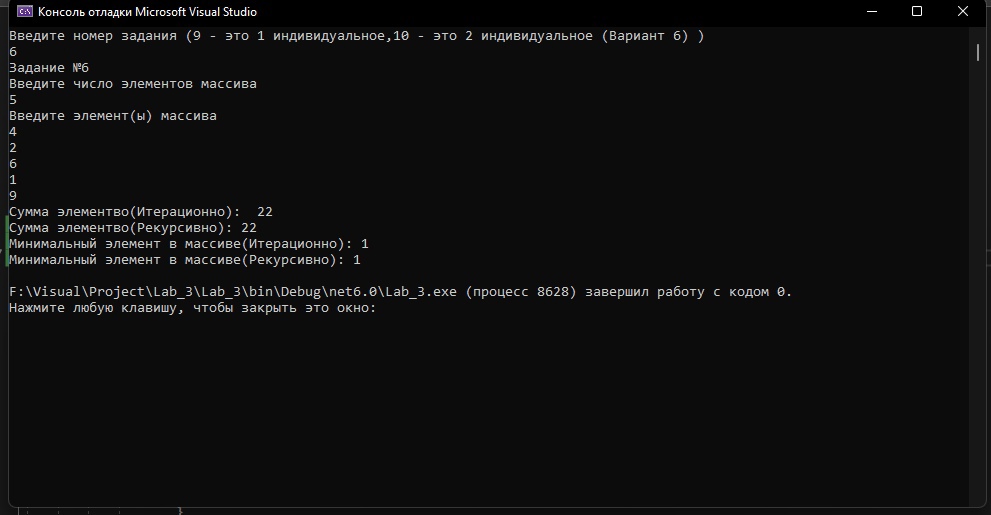 Консоль отладки Microsoft Visual Studio
Введите номер задания (9 - это 1 индивидуальное,10 - это 2 индивидуальное (Вариант 6) )
6
Задание №6
Введите число элементов массива
5
Введите элемент(ы) массива
4
2
6
1
9
Сумма элементво(Итерационно):  22
Сумма элементво(Рекурсивно): 22
Минимальный элемент в массиве(Итерационно): 1
Минимальный элемент в массиве(Рекурсивно): 1
F:\Visual\Project\Lab_3\Lab_3\bin\Debug\net6.0\Lab_3.exe (процесс 8628) завершил работу с кодом 0.
Нажмите любую клавишу, чтобы закрыть это окно: